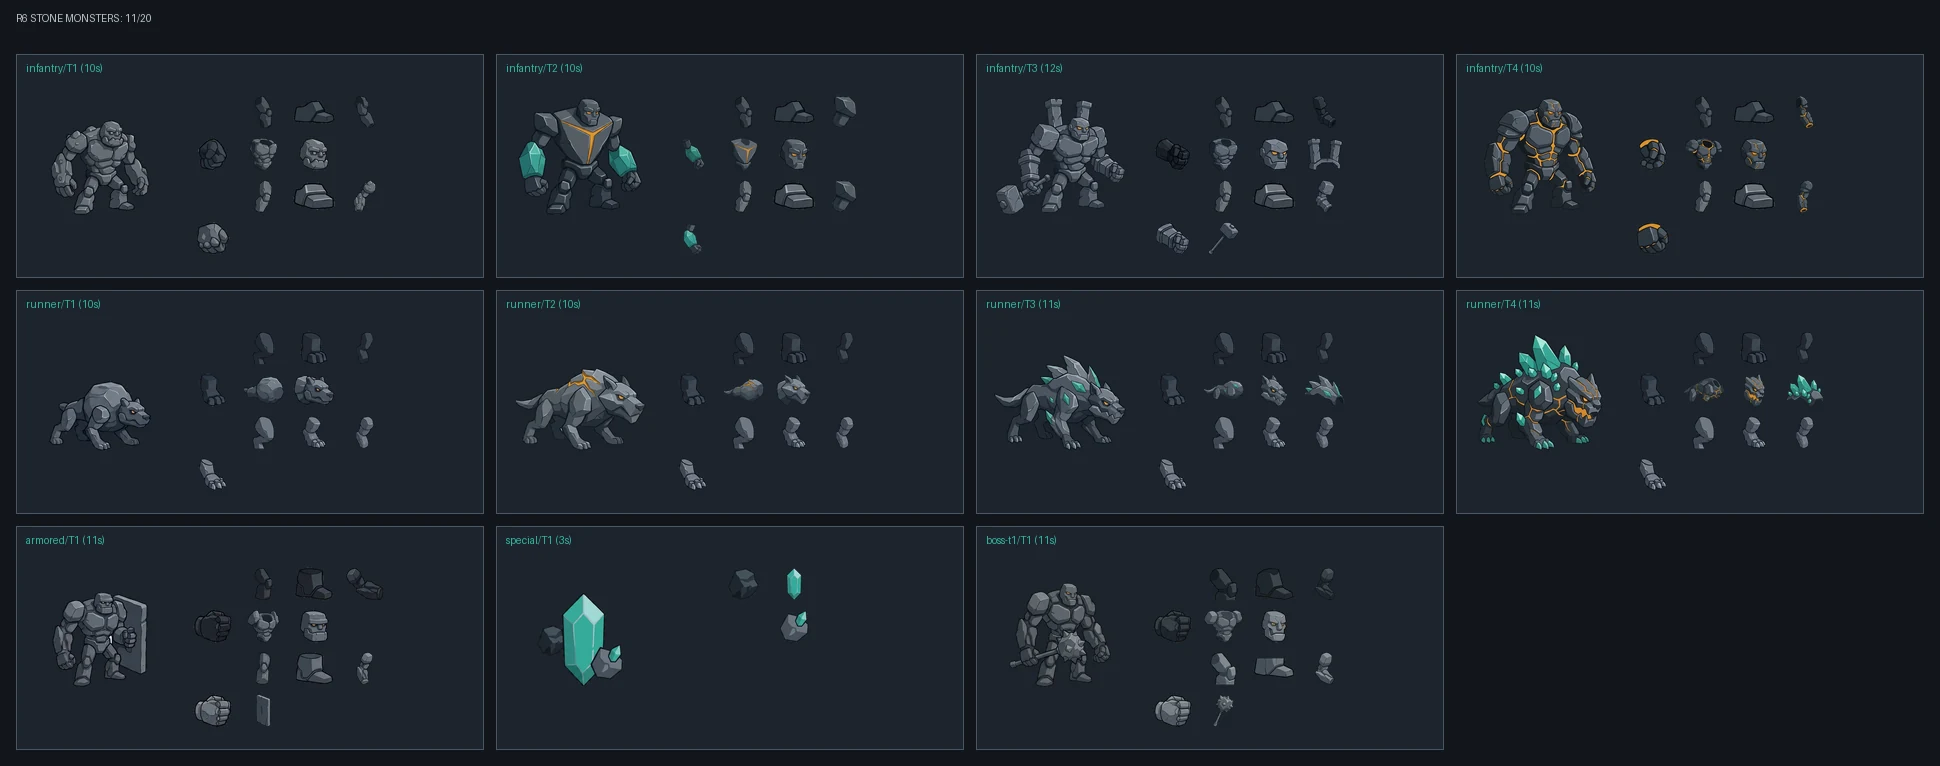 R6 STONE MONSTERS: 11/20
infantry/T1 (10s)
infantry/T2 (10s)
infantry/T3 (12s)
infantry/T4 (10s)
runner/T1 (10s)
runner/T2 (10s)
runner/T3 (11s)
runner/T4 (11s)
armored/T1 (11s)
special/T1 (3s)
boss-t1/T1 (11s)